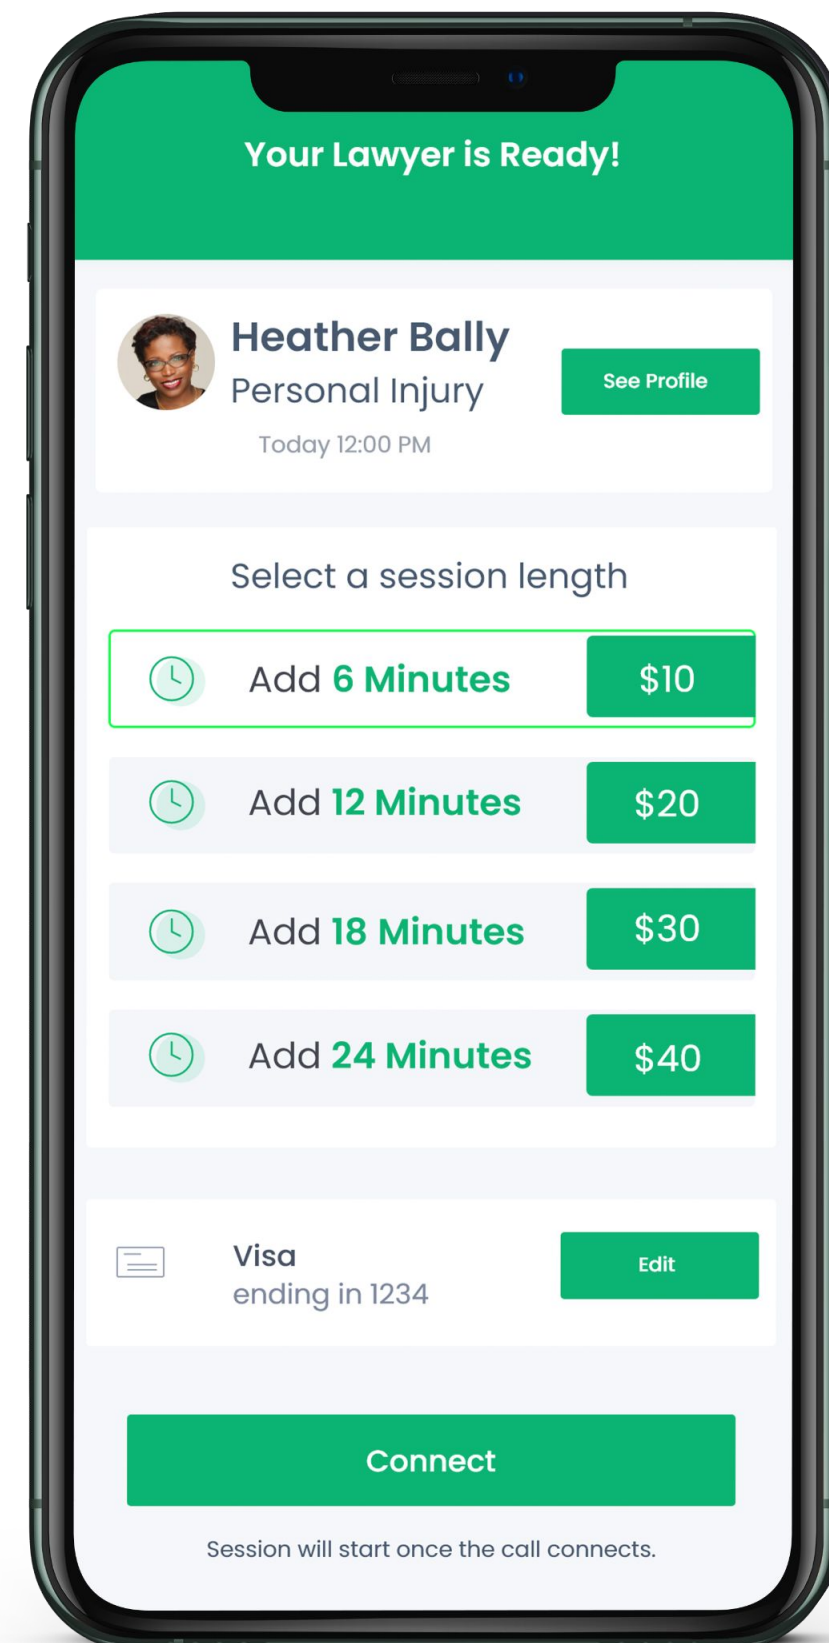 Your Lawyer is Ready!
Heather Bally
Personal Injury
See Profile
Today 12:00 PM
Select a session length
Add 6 Minutes $10
Add 12 Minutes $20
Add 18 Minutes $30
Add 24 Minutes $40
Visa
ending in 1234
Edit
Connect
Session will start once the call connects.